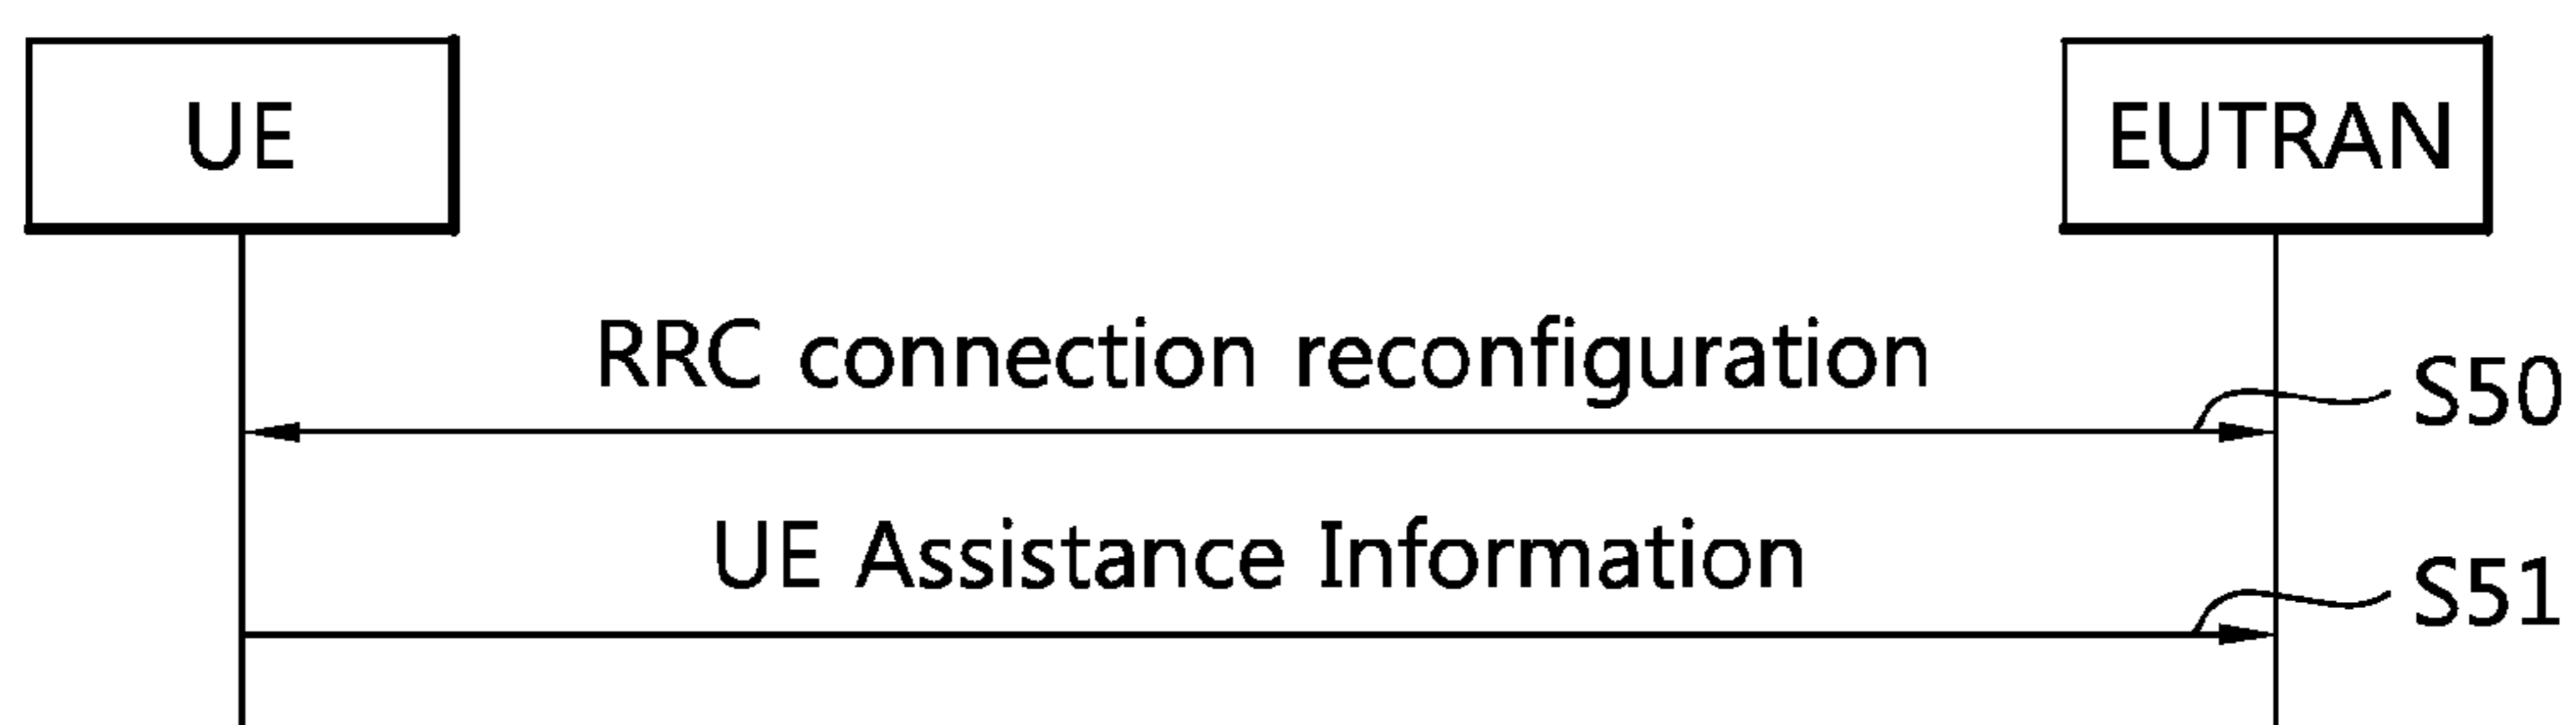 UE
EUTRAN
RRC connection reconfiguration
S50
UE Assistance Information
S51